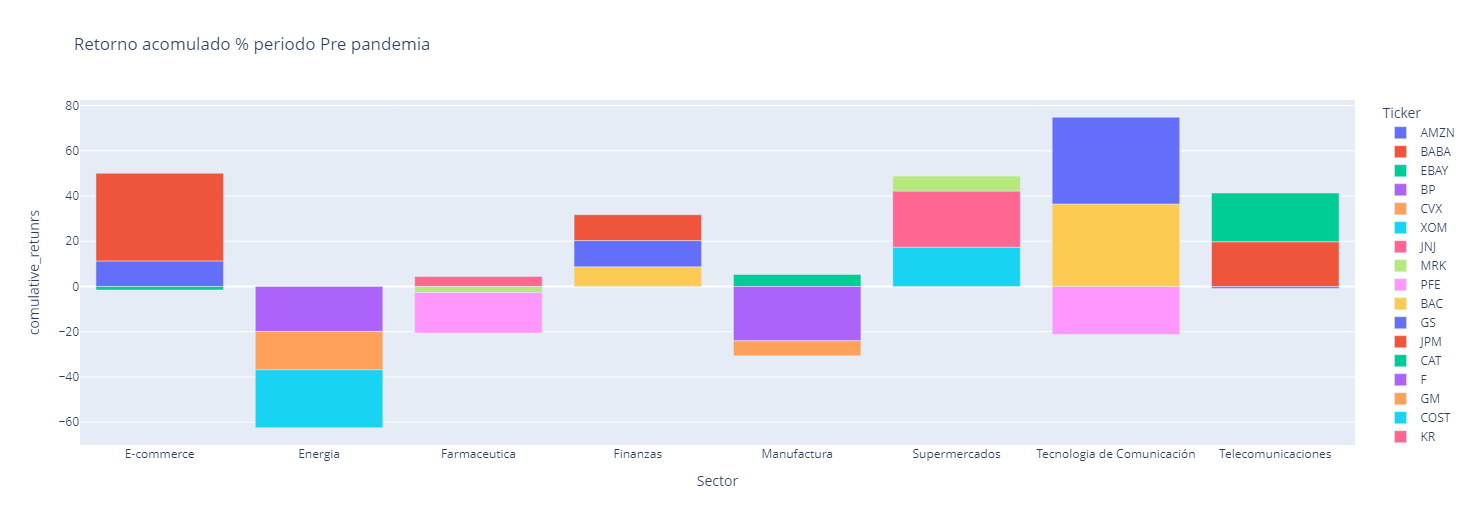 Retorno acomulado % periodo Pre pandemia
comulative_retunrs
80
60
40
20
0
−20
−40
−60
E-commerce
Energia
Farmaceutica
Finanzas
Manufactura
Supermercados
Tecnologia de Comunicación
Telecomunicaciones
Sector
Ticker
AMZN
BABA
EBAY
BP
CVX
XOM
JNJ
MRK
PFE
BAC
GS
JPM
CAT
F
GM
COST
KR